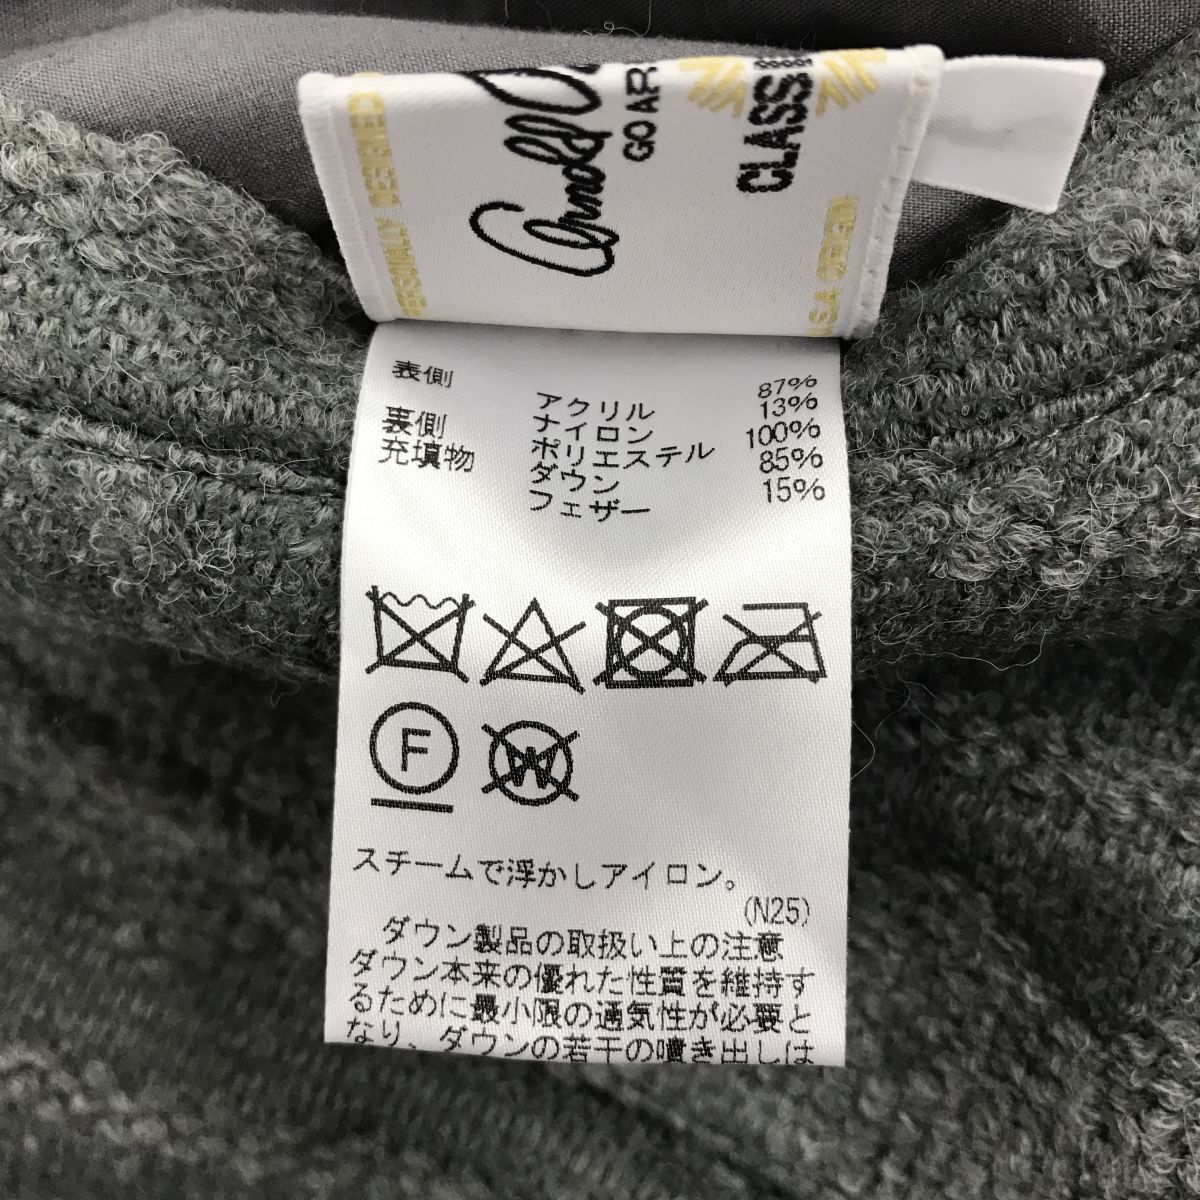 PERSONALLY DESIGNED
Arnold
GO AR
CLASSI
表側 アクリル 87%
ナイロン 13%
裏側 ポリエステル 100%
充填物 ダウン 85%
フェザー 15%
F
W
スチームで浮かしアイロン。
(N25)
ダウン製品の取扱い上の注意
ダウン本来の優れた性質を維持す
るために最小限の通気性が必要と
なり、ダウンの若干の噴き出しは